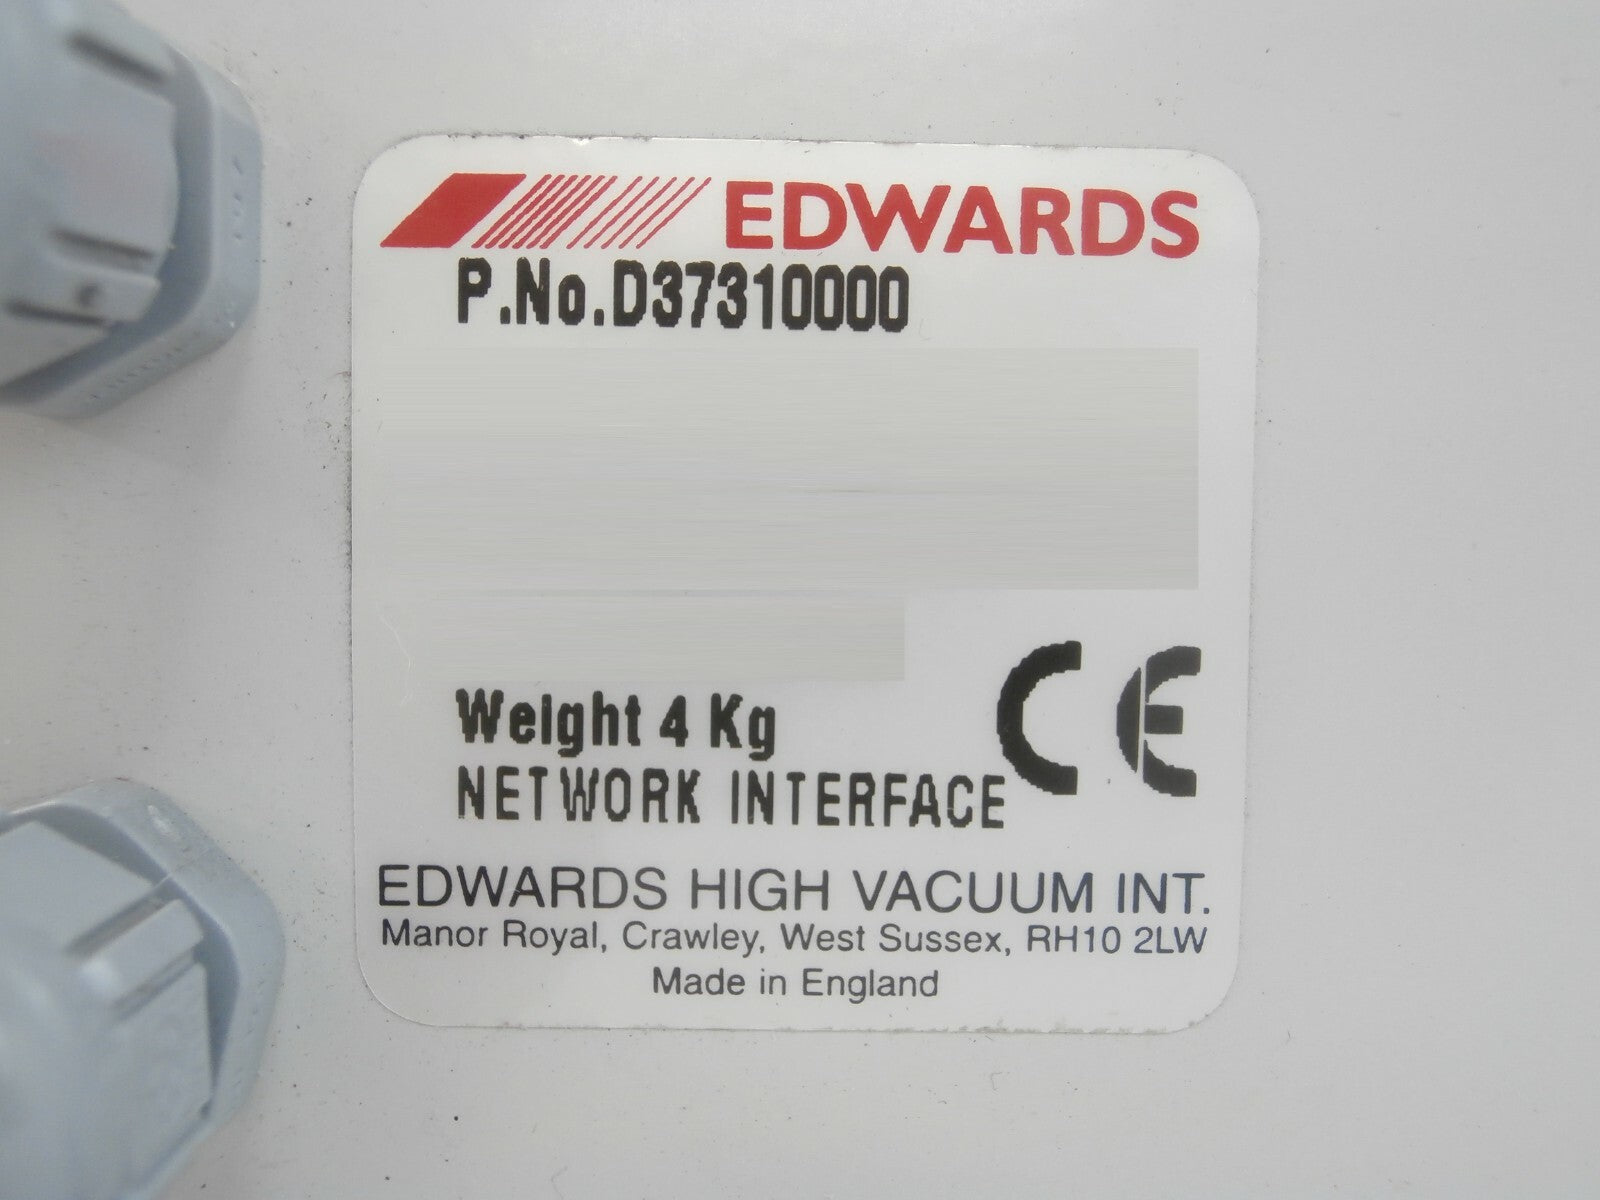 EDWARDS
P.No.D37310000
Weight 4 Kg
CE
NETWORK INTERFACE
EDWARDS HIGH VACUUM INT.
Manor Royal, Crawley, West Sussex, RH10 2LW
Made in England